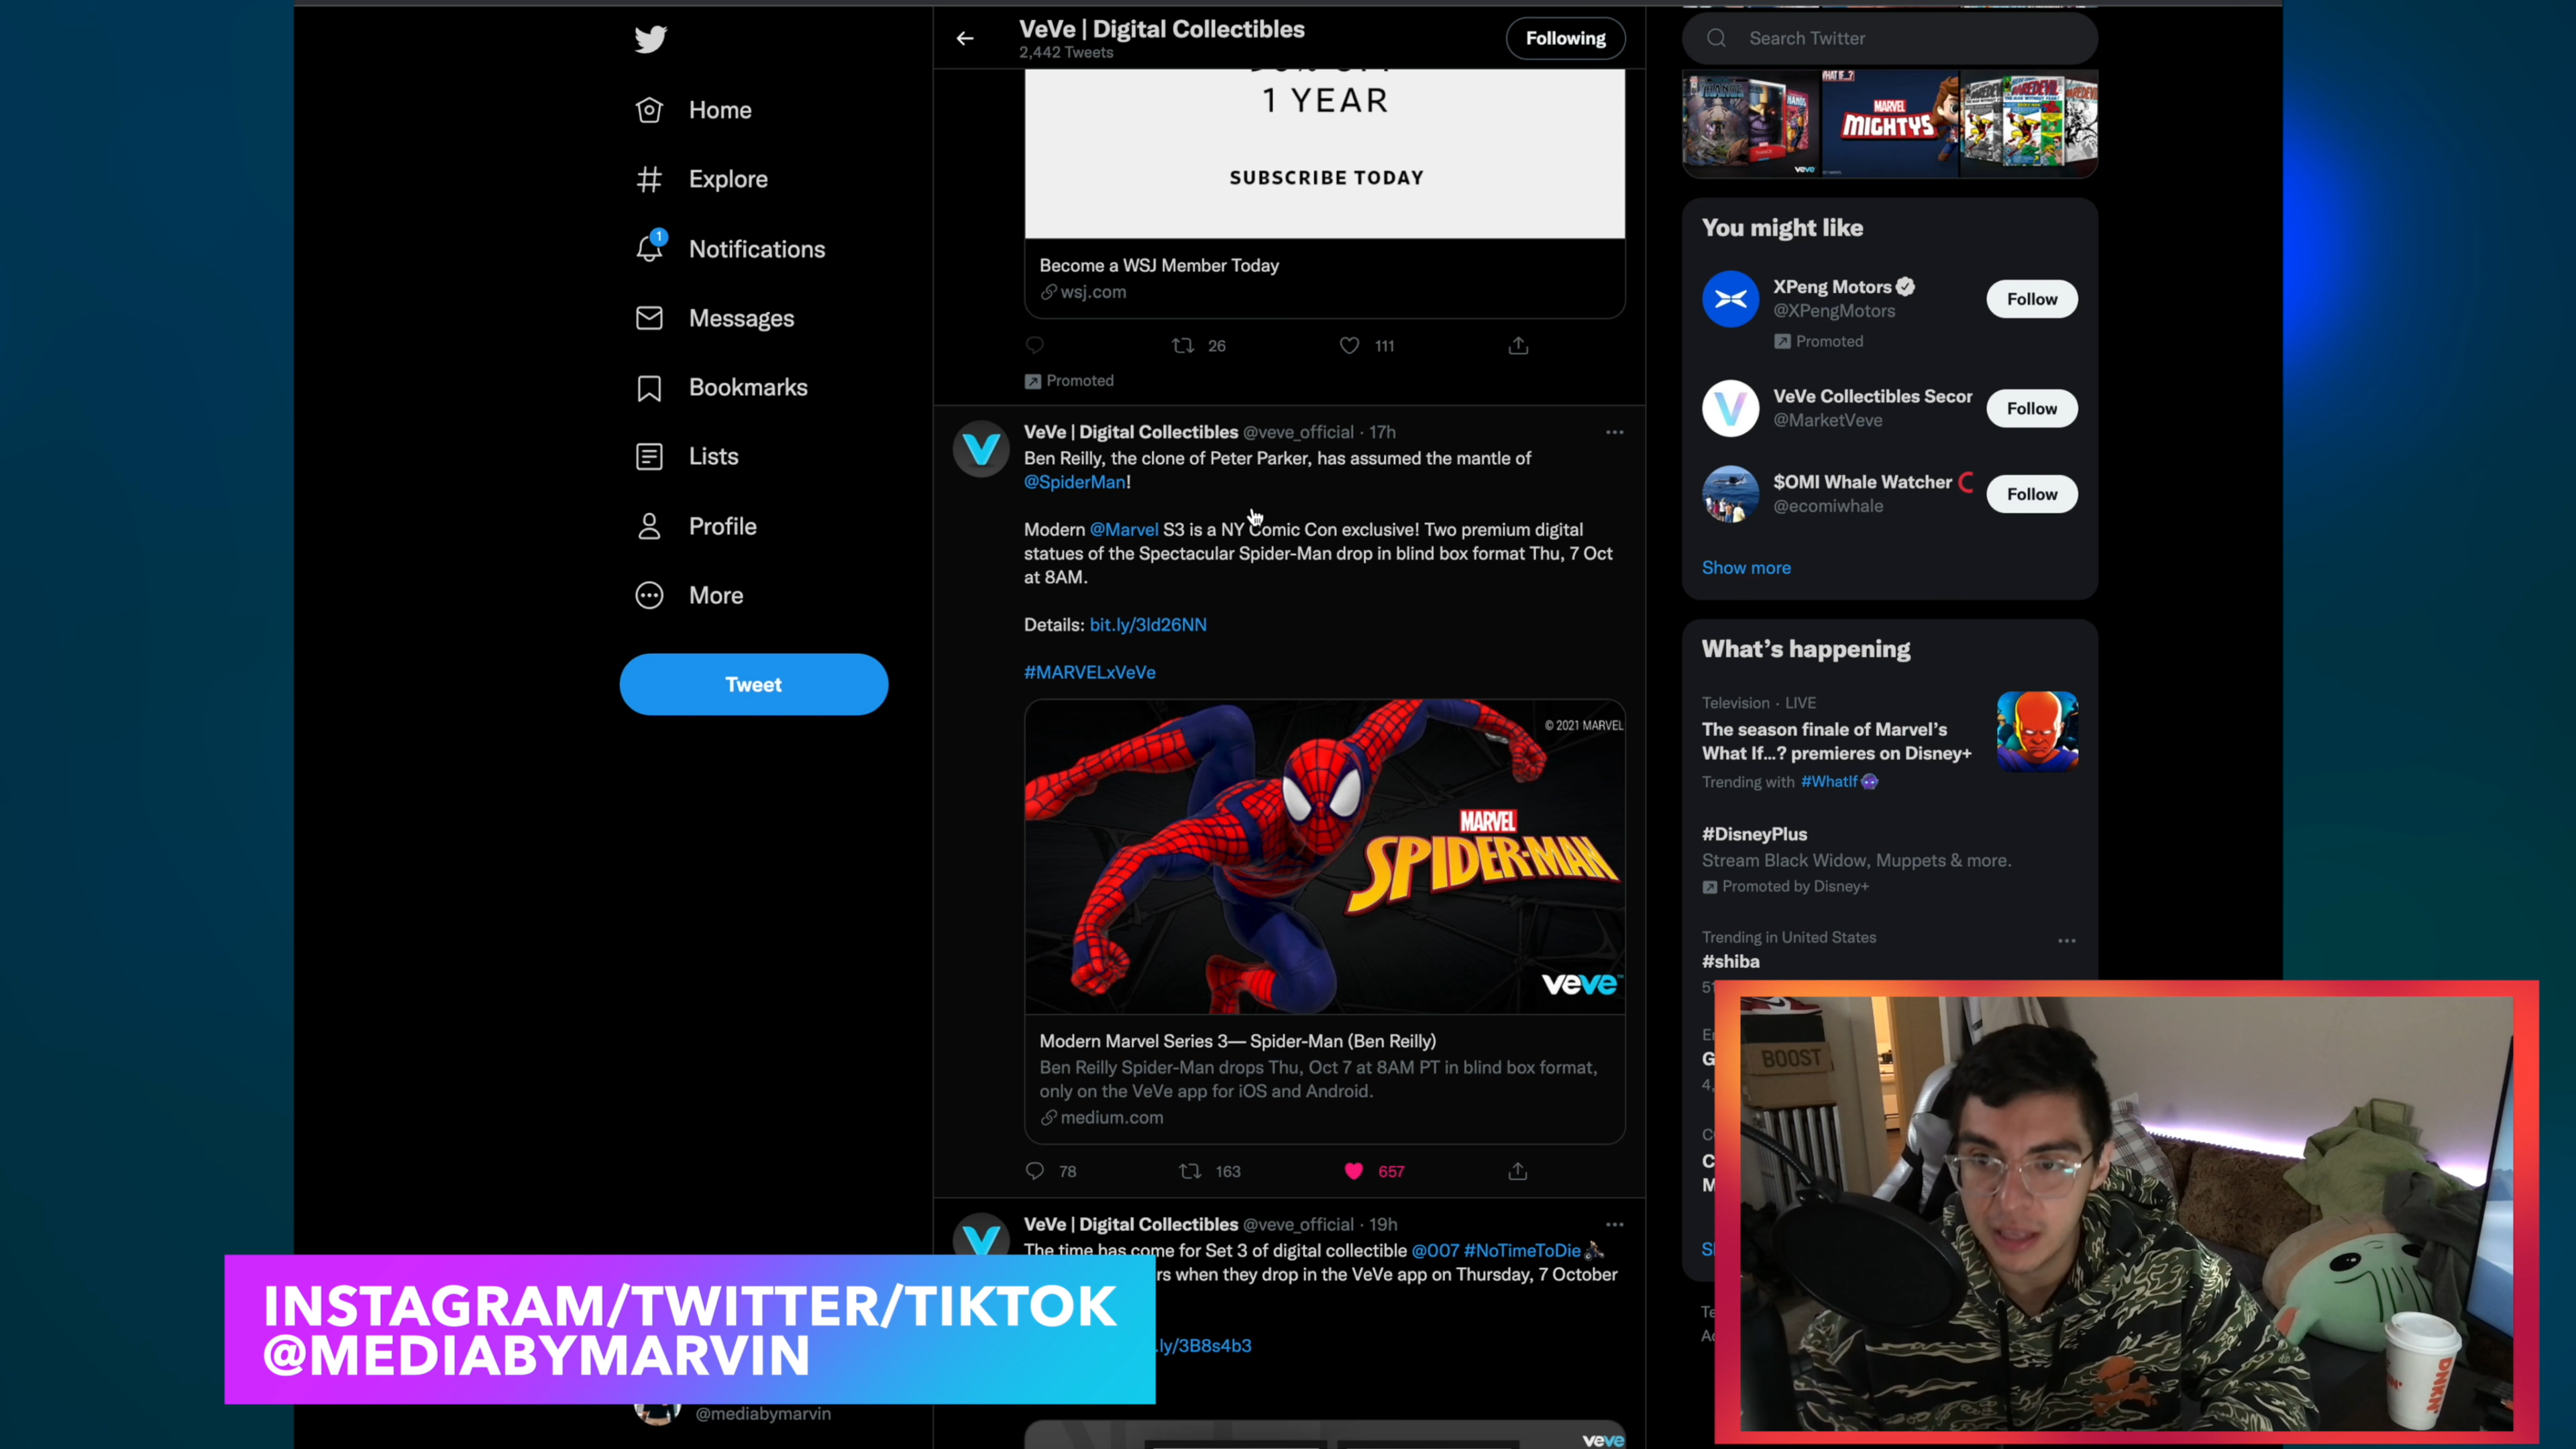 VeVe | Digital Collectibles
2,442 Tweets
Following
Search Twitter
Home
Explore
1
Notifications
Messages
Bookmarks
Lists
Profile
More
Tweet
1 YEAR
SUBSCRIBE TODAY
Become a WSJ Member Today
wsj.com
26
111
Promoted
VeVe | Digital Collectibles @veve_official · 17h
Ben Reilly, the clone of Peter Parker, has assumed the mantle of
@SpiderMan!
Modern @Marvel S3 is a NY Comic Con exclusive! Two premium digital
statues of the Spectacular Spider-Man drop in blind box format Thu, 7 Oct
at 8AM.
Details: bit.ly/3ld26NN
#MARVELxVeVe
© 2021 MARVEL
MARVEL
SPIDER-MAN
veve
Modern Marvel Series 3— Spider-Man (Ben Reilly)
Ben Reilly Spider-Man drops Thu, Oct 7 at 8AM PT in blind box format,
only on the VeVe app for iOS and Android.
medium.com
78
163
657
VeVe | Digital Collectibles @veve_official · 19h
The time has come for Set 3 of digital collectible @007 #NoTimeToDie
rs when they drop in the VeVe app on Thursday, 7 October
.ly/3B8s4b3
veve
WHAT IF...?
MARVEL
MIGHTYS
DAREDEVIL
veve
You might like
XPeng Motors
@XPengMotors
Promoted
Follow
VeVe Collectibles Secor
@MarketVeve
Follow
$OMI Whale Watcher
@ecomiwhale
Follow
Show more
What's happening
Television · LIVE
The season finale of Marvel's
What If...? premieres on Disney+
Trending with #WhatIf
#DisneyPlus
Stream Black Widow, Muppets & more.
Promoted by Disney+
Trending in United States
#shiba
BOOST
INSTAGRAM/TWITTER/TIKTOK
@MEDIABYMARVIN
@mediabymarvin